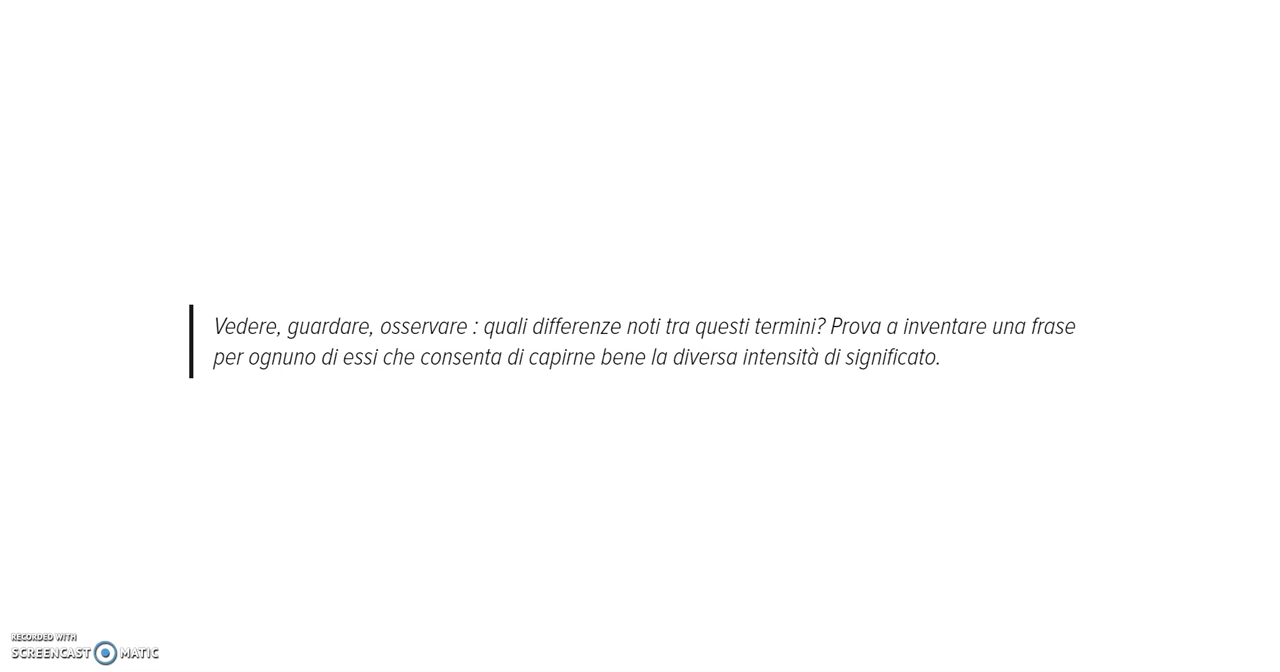 Vedere, guardare, osservare : quali differenze noti tra questi termini? Prova a inventare una frase
per ognuno di essi che consenta di capirne bene la diversa intensità di significato.
RECORDED WITH
SCREENCAST MATIC